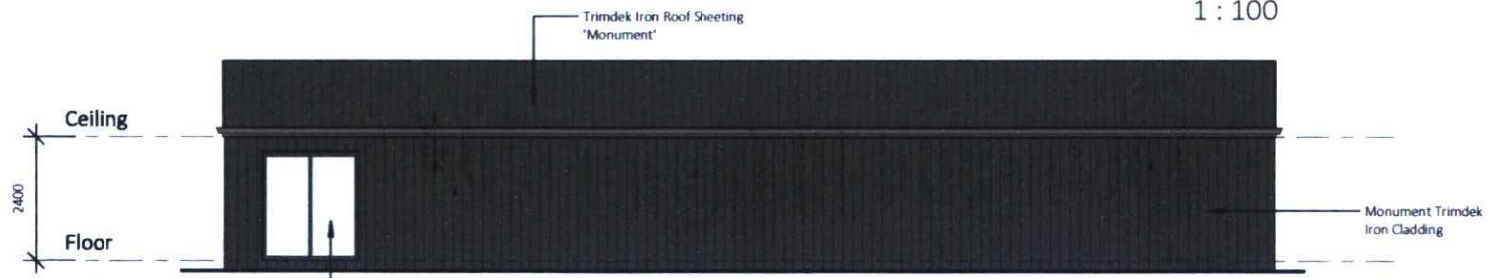 1 : 100
Trimdek Iron Roof Sheeting
'Monument'
Ceiling
2400
Floor
Monument Trimdek
Iron Cladding